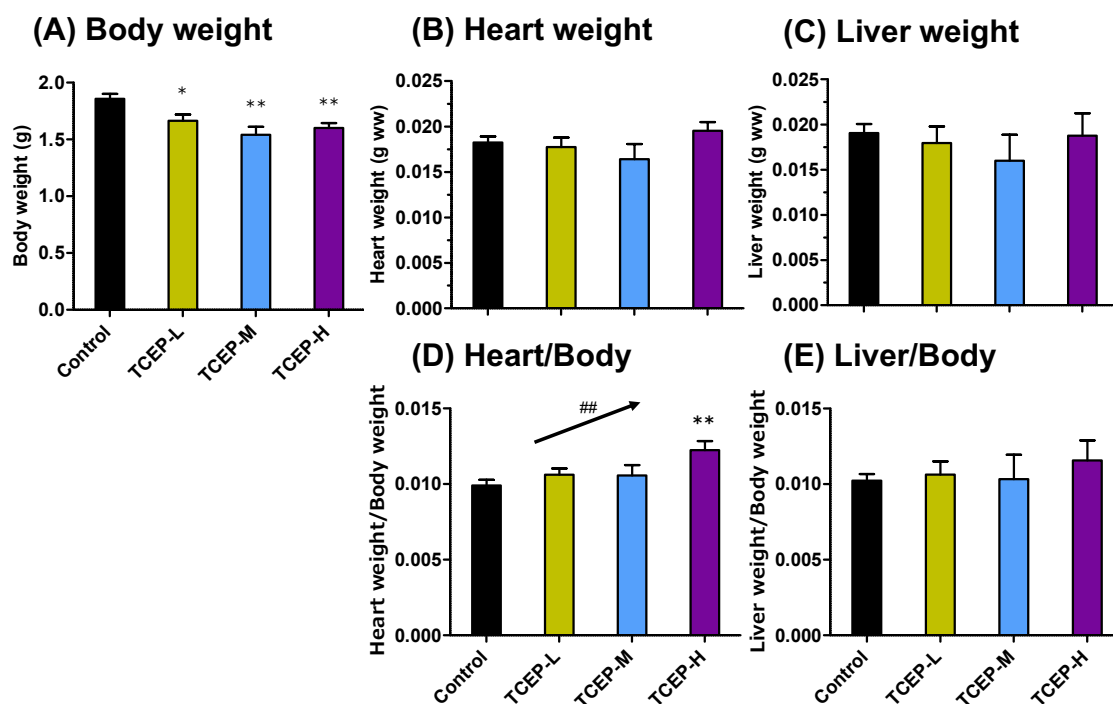 (A) Body weight
Body weight (g)
2.0
1.5
1.0
0.5
0.0
*
**
**
Control
TCEP-L
TCEP-M
TCEP-H
(B) Heart weight
Heart weight (g ww)
0.025
0.020
0.015
0.010
0.005
0.000
(C) Liver weight
Liver weight (g ww)
0.025
0.020
0.015
0.010
0.005
0.000
(D) Heart/Body
Heart weight/Body weight
0.015
0.010
0.005
0.000
##
**
Control
TCEP-L
TCEP-M
TCEP-H
(E) Liver/Body
Liver weight/Body weight
0.015
0.010
0.005
0.000
Control
TCEP-L
TCEP-M
TCEP-H